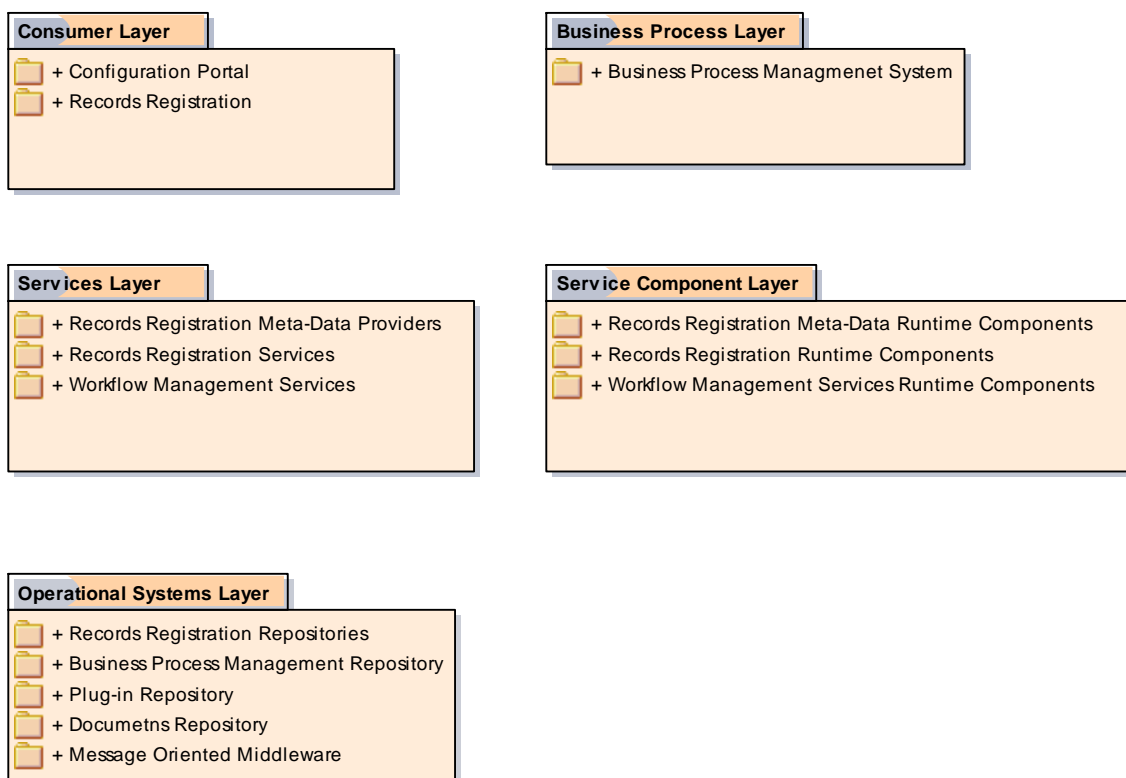 Consumer Layer
+ Configuration Portal
+ Records Registration
Business Process Layer
+ Business Process Managmenet System
Services Layer
+ Records Registration Meta-Data Providers
+ Records Registration Services
+ Workflow Management Services
Service Component Layer
+ Records Registration Meta-Data Runtime Components
+ Records Registration Runtime Components
+ Workflow Management Services Runtime Components
Operational Systems Layer
+ Records Registration Repositories
+ Business Process Management Repository
+ Plug-in Repository
+ Documetns Repository
+ Message Oriented Middleware